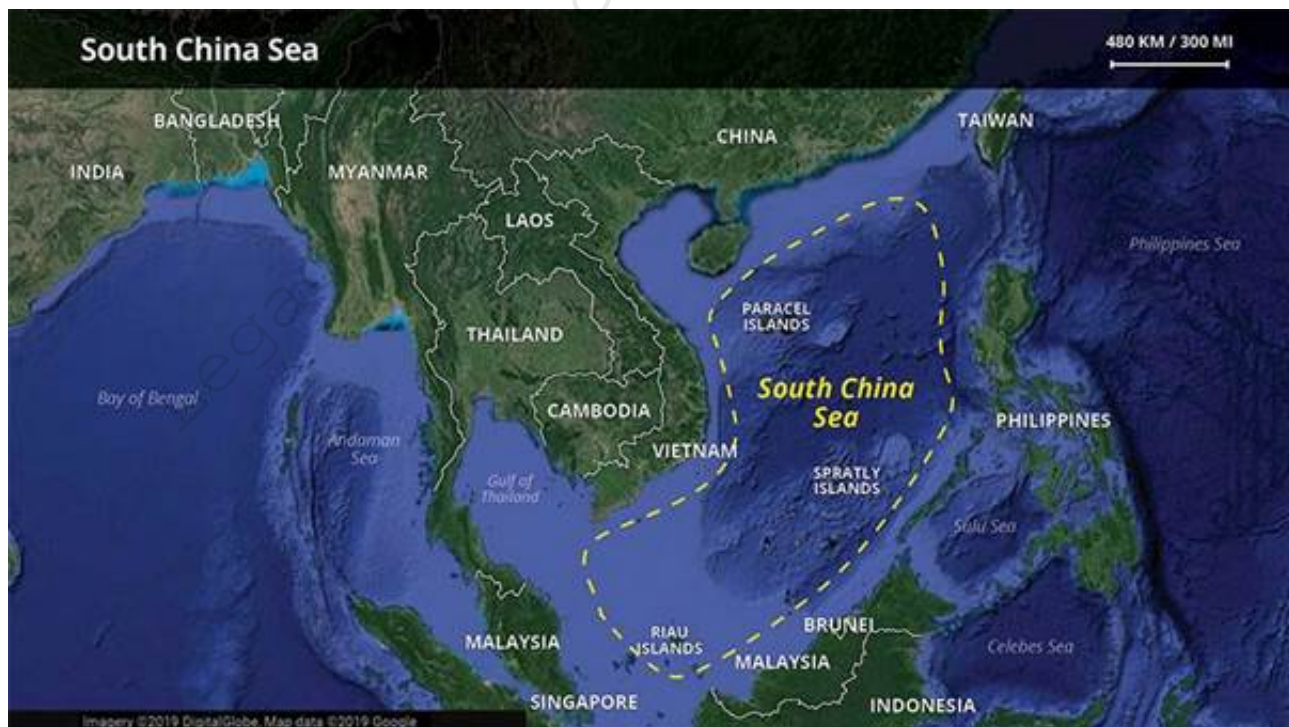 South China Sea
480 KM / 300 MI
BANGLADESH
TAIWAN
CHINA
INDIA
MYANMAR
LAOS
Philippines Sea
PARACEL
ISLANDS
THAILAND
South China
Sea
Bay of Bengal
CAMBODIA
PHILIPPINES
Andaman
Sea
VIETNAM
Gulf of
Thailand
SPRATLY
ISLANDS
Sulu Sea
BRUNEI
RIAU
ISLANDS
MALAYSIA
MALAYSIA
Celebes Sea
SINGAPORE
INDONESIA
Imagery ©2019 DigitalGlobe. Map data ©2019 Google